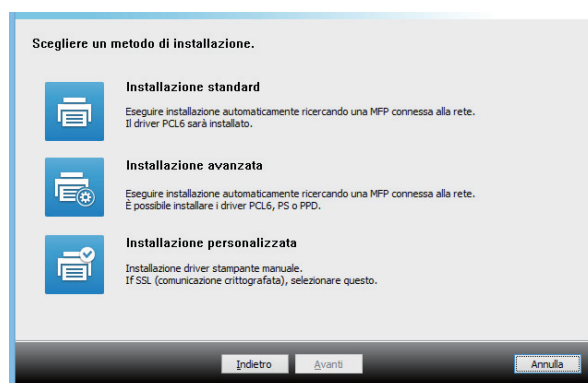 Scegliere un metodo di installazione.
Installazione standard
Eseguire installazione automaticamente ricercando una MFP connessa alla rete.
Il driver PCL6 sarà installato.
Installazione avanzata
Eseguire installazione automaticamente ricercando una MFP connessa alla rete.
È possibile installare i driver PCL6, PS o PPD.
Installazione personalizzata
Installazione driver stampante manuale.
If SSL (comunicazione crittografata), selezionare questo.
Indietro Avanti Annulla